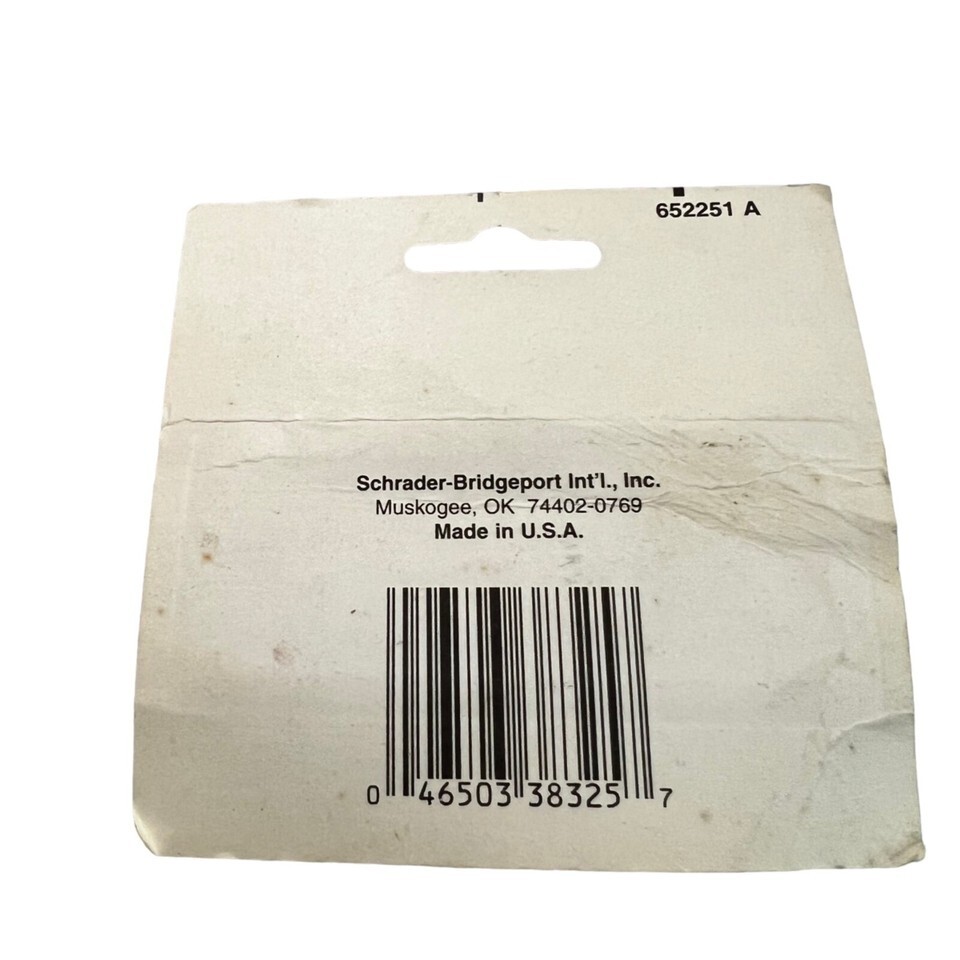 652251 A
Schrader-Bridgeport Int'l., Inc.
Muskogee, OK 74402-0769
Made in U.S.A.
0 46503 38325 7